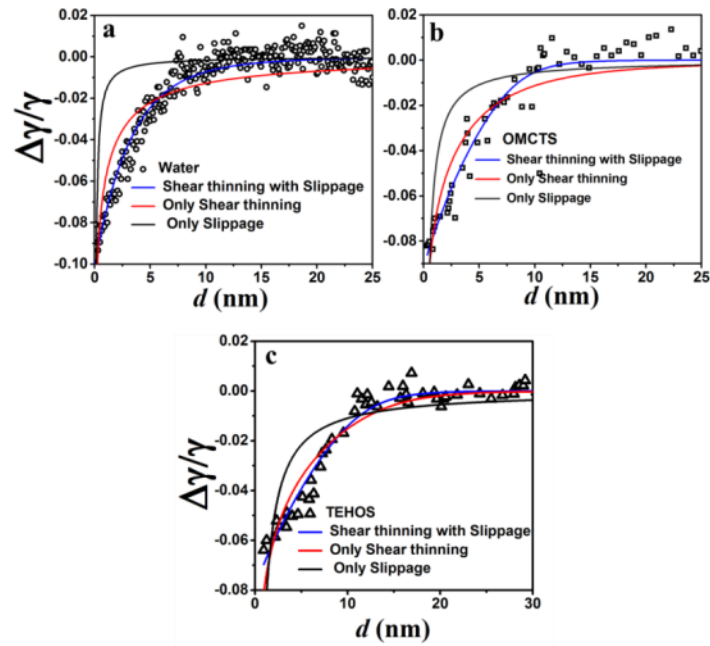 a
0.00
-0.02
-0.04
-0.06
-0.08
-0.10
Δγ/γ
Water
Shear thinning with Slippage
Only Shear thinning
Only Slippage
0 5 10 15 20 25
d (nm)
b
0.02
0.00
-0.02
-0.04
-0.06
-0.08
OMCTS
Shear thinning with Slippage
Only Shear thinning
Only Slippage
0 5 10 15 20 25
d (nm)
c
0.02
0.00
-0.02
-0.04
-0.06
-0.08
Δγ/γ
TEHOS
Shear thinning with Slippage
Only Shear thinning
Only Slippage
0 10 20 30
d (nm)